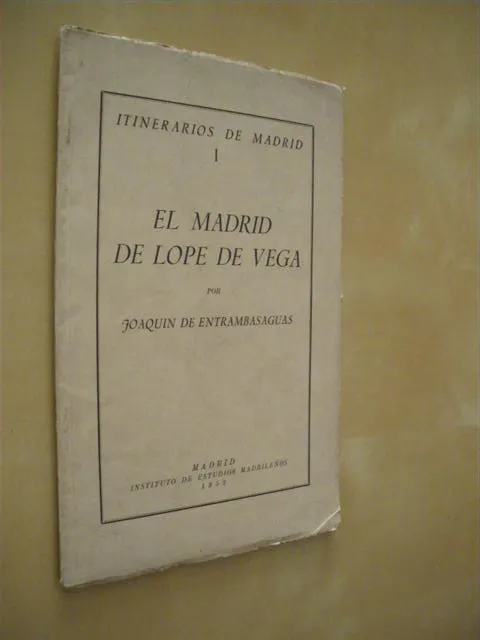 ITINERARIOS DE MADRID
I
EL MADRID
DE LOPE DE VEGA
POR
JOAQUIN DE ENTRAMBASAGUAS
MADRID
INSTITUTO DE ESTUDIOS MADRILEÑOS